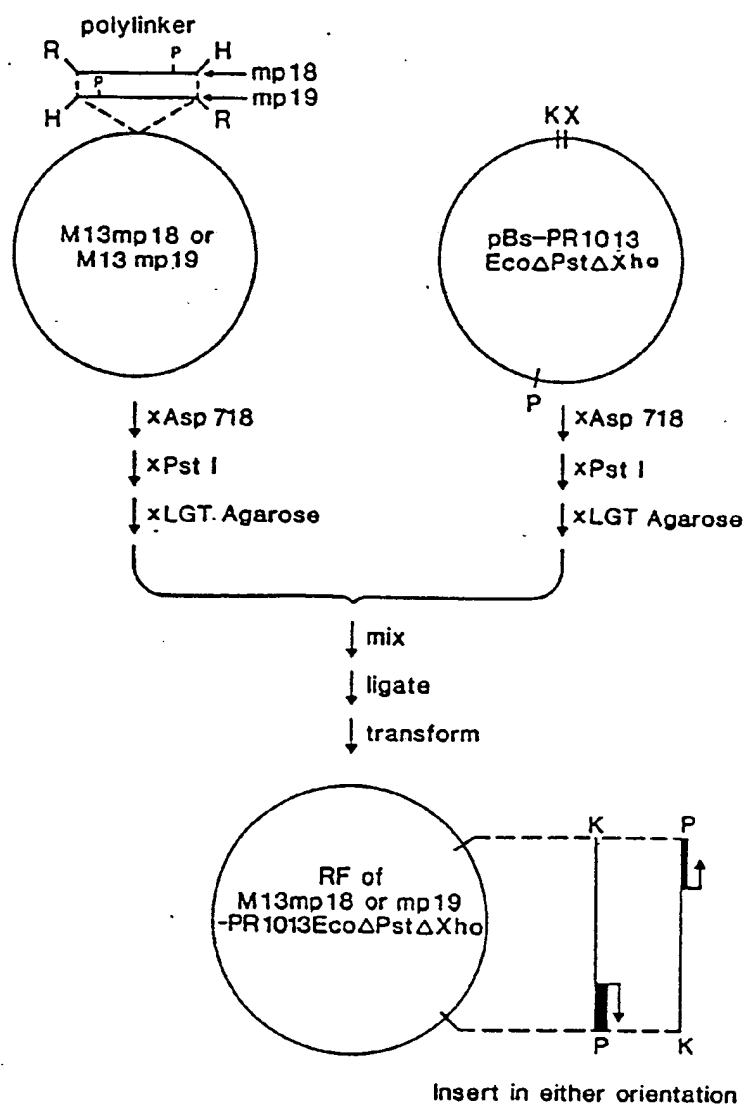 polylinker
R P H
P mp18
mp19
H R
M13mp18 or
M13 mp19
KX
pBs-PR1013
EcoΔPstΔXho
P
xAsp 718
xPst I
xLGT. Agarose
xAsp 718
xPst I
xLGT Agarose
mix
ligate
transform
RF of
M13mp18 or mp19
-PR1013EcoΔPstΔXho
K P
P K
Insert in either orientation